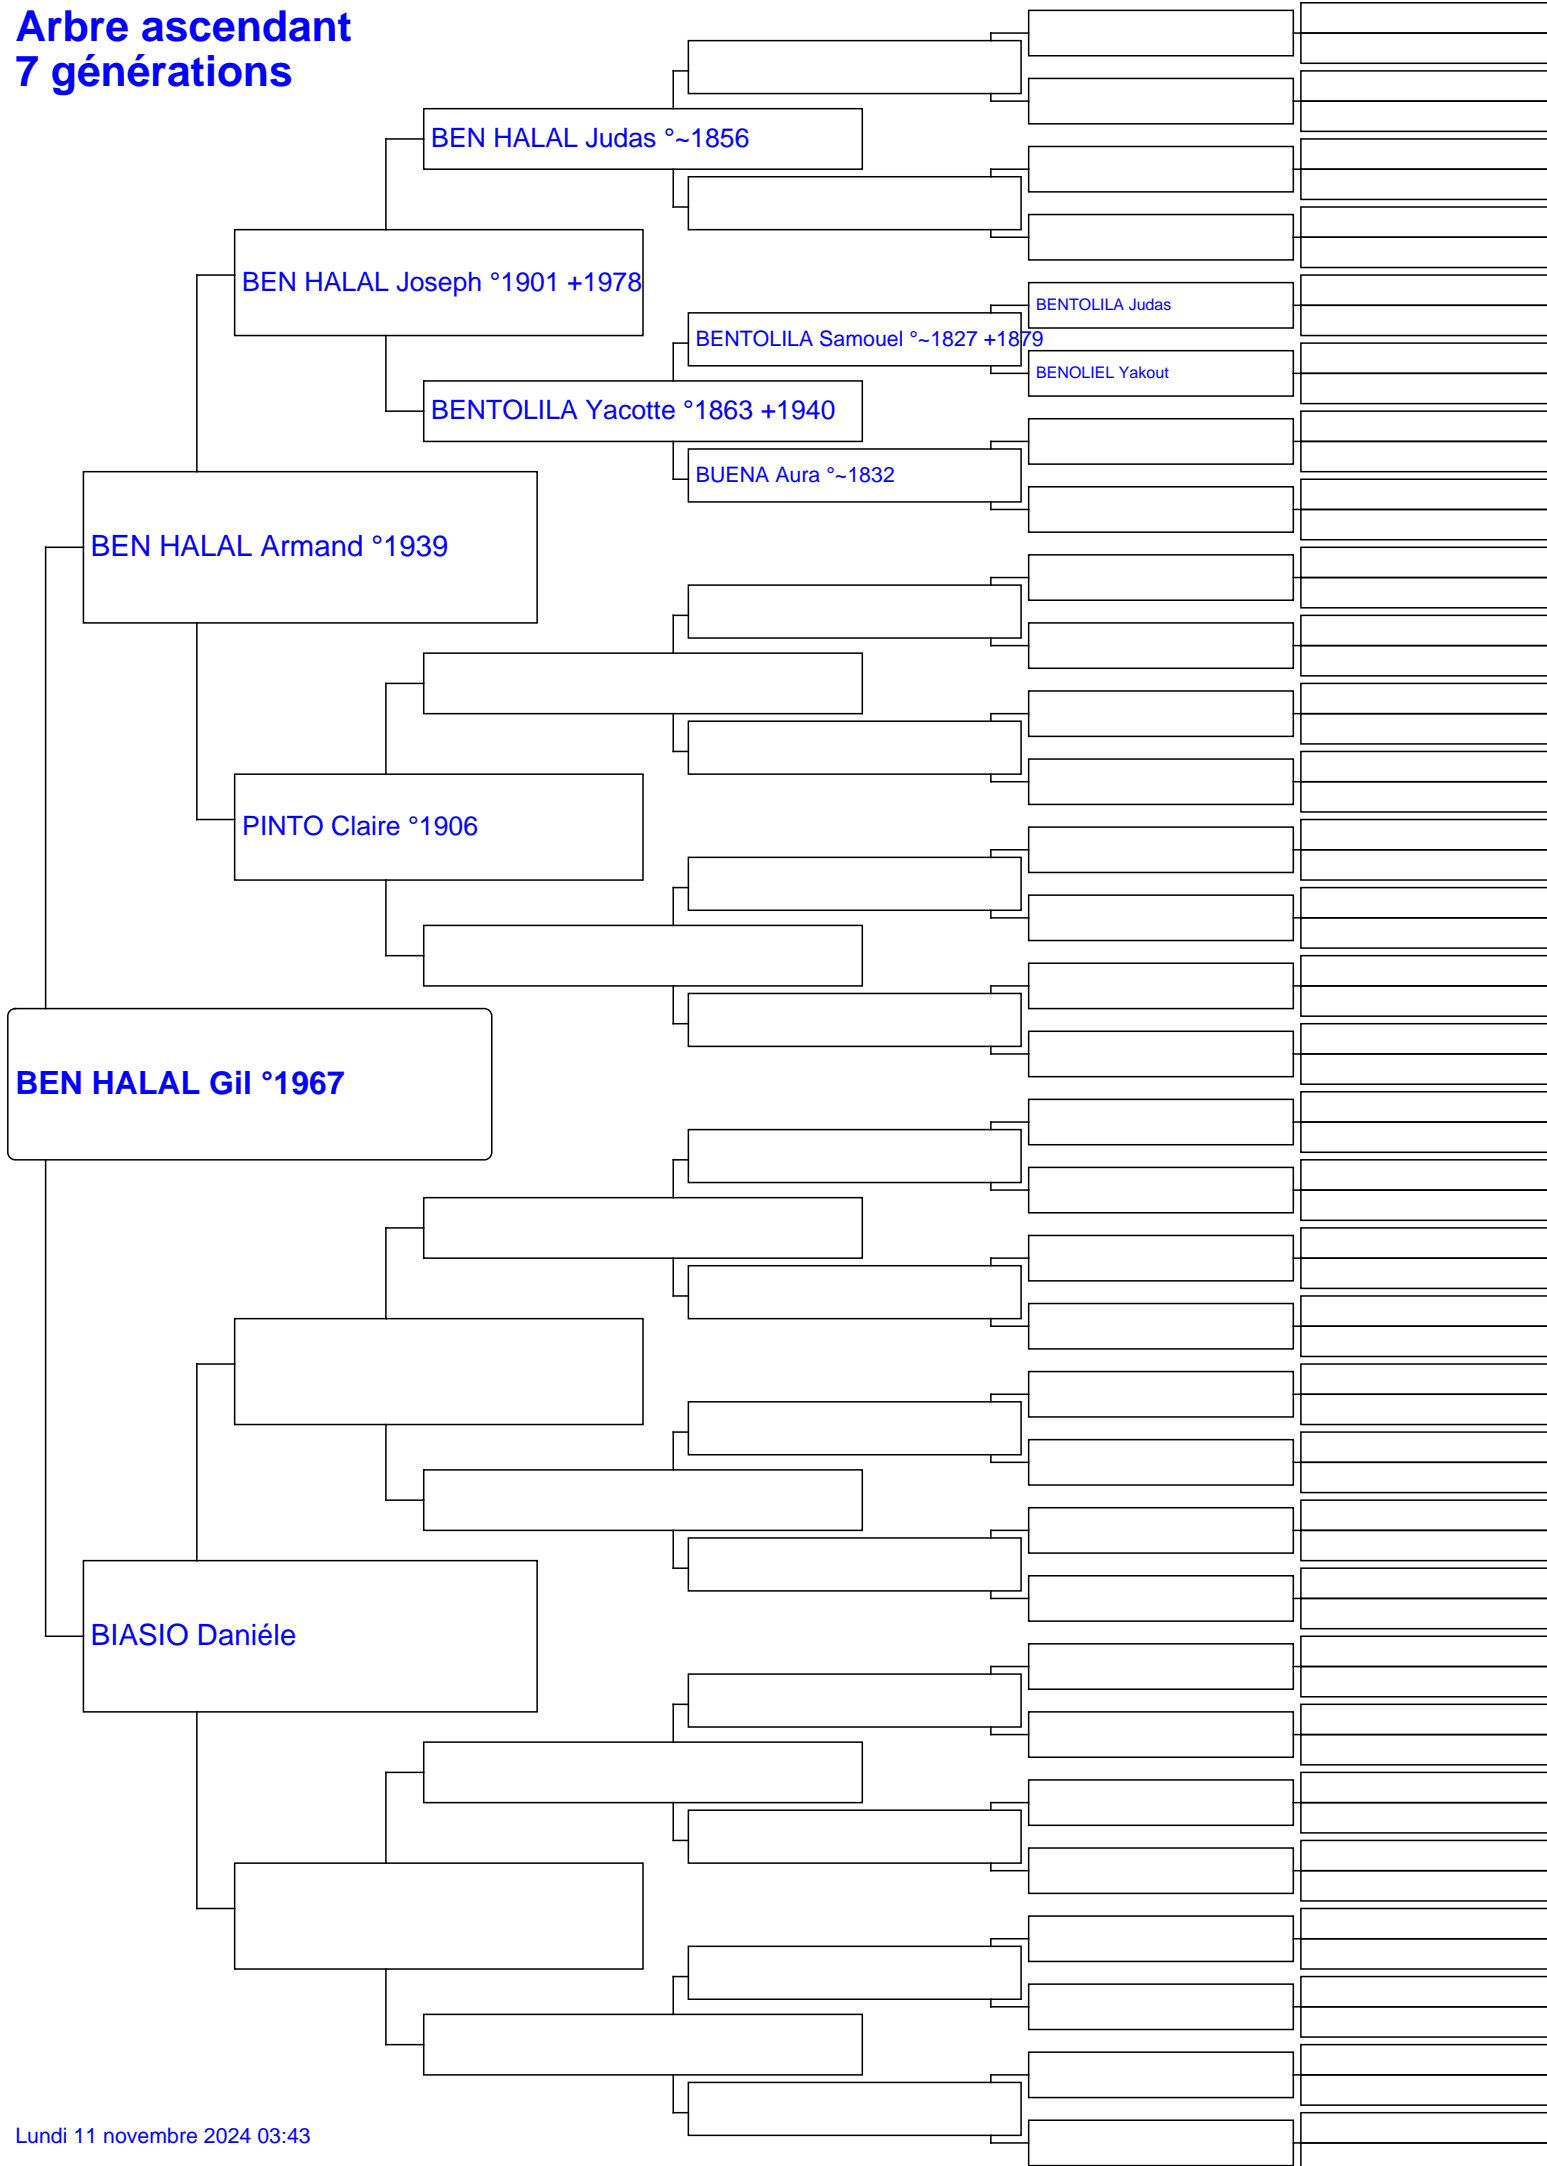 Arbre ascendant
7 générations
BEN HALAL Judas °~1856
BEN HALAL Joseph °1901 +1978
BENTOLILA Judas
BENTOLILA Samouel °~1827 +1879
BENOLIEL Yakout
BENTOLILA Yacotte °1863 +1940
BUENA Aura °~1832
BEN HALAL Armand °1939
PINTO Claire °1906
BEN HALAL Gil °1967
BIASIO Daniéle
Lundi 11 novembre 2024 03:43